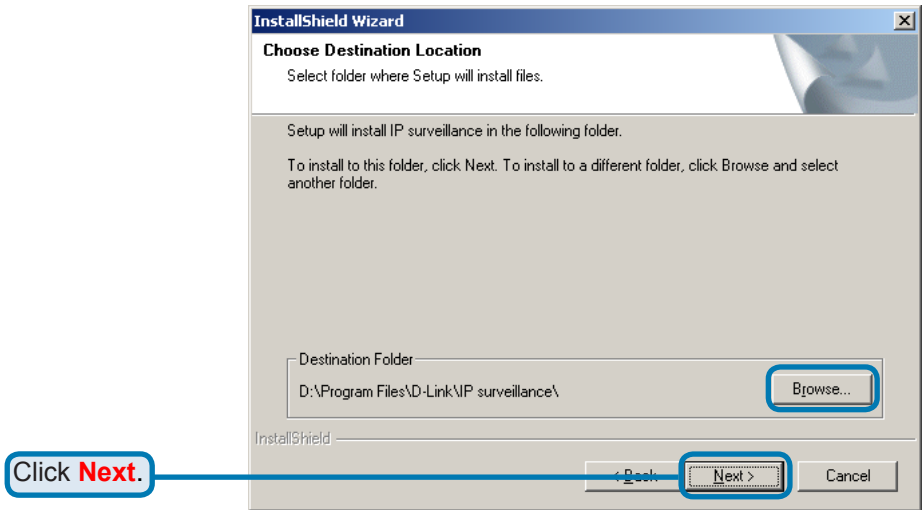 InstallShield Wizard
Choose Destination Location
Select folder where Setup will install files.
Setup will install IP surveillance in the following folder.
To install to this folder, click Next. To install to a different folder, click Browse and select
another folder.
Destination Folder
D:\Program Files\D-Link\IP surveillance\
Browse...
InstallShield
Click Next.
< Back
Next >
Cancel